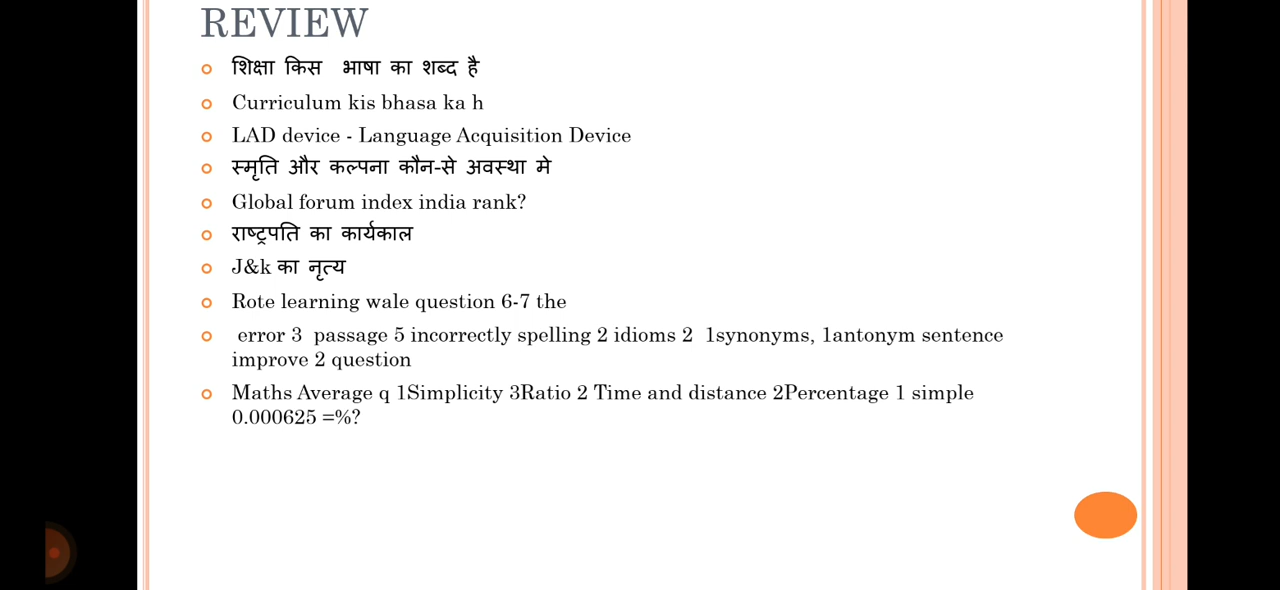 REVIEW
शिक्षा किस भाषा का शब्द है
Curriculum kis bhasa ka h
LAD device - Language Acquisition Device
स्मृति और कल्पना कौन-से अवस्था मे
Global forum index india rank?
राष्ट्रपति का कार्यकाल
J&k का नृत्य
Rote learning wale question 6-7 the
error 3 passage 5 incorrectly spelling 2 idioms 2 1synonyms, 1antonym sentence
improve 2 question
Maths Average q 1Simplicity 3Ratio 2 Time and distance 2Percentage 1 simple
0.000625 =%?